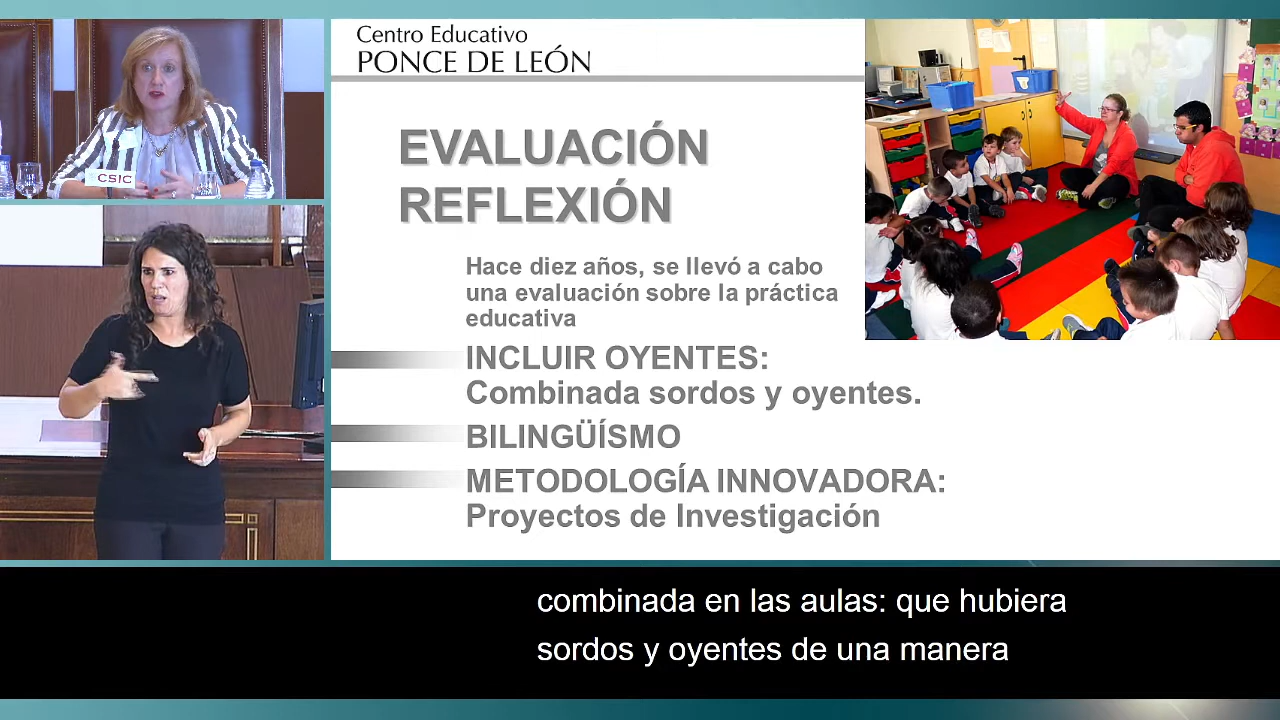 Centro Educativo
PONCE DE LEÓN
EVALUACIÓN
REFLEXIÓN
Hace diez años, se llevó a cabo
una evaluación sobre la práctica
educativa
INCLUIR OYENTES:
Combinada sordos y oyentes.
BILINGÜÍSMO
METODOLOGÍA INNOVADORA:
Proyectos de Investigación
CSIC
combinada en las aulas: que hubiera
sordos y oyentes de una manera